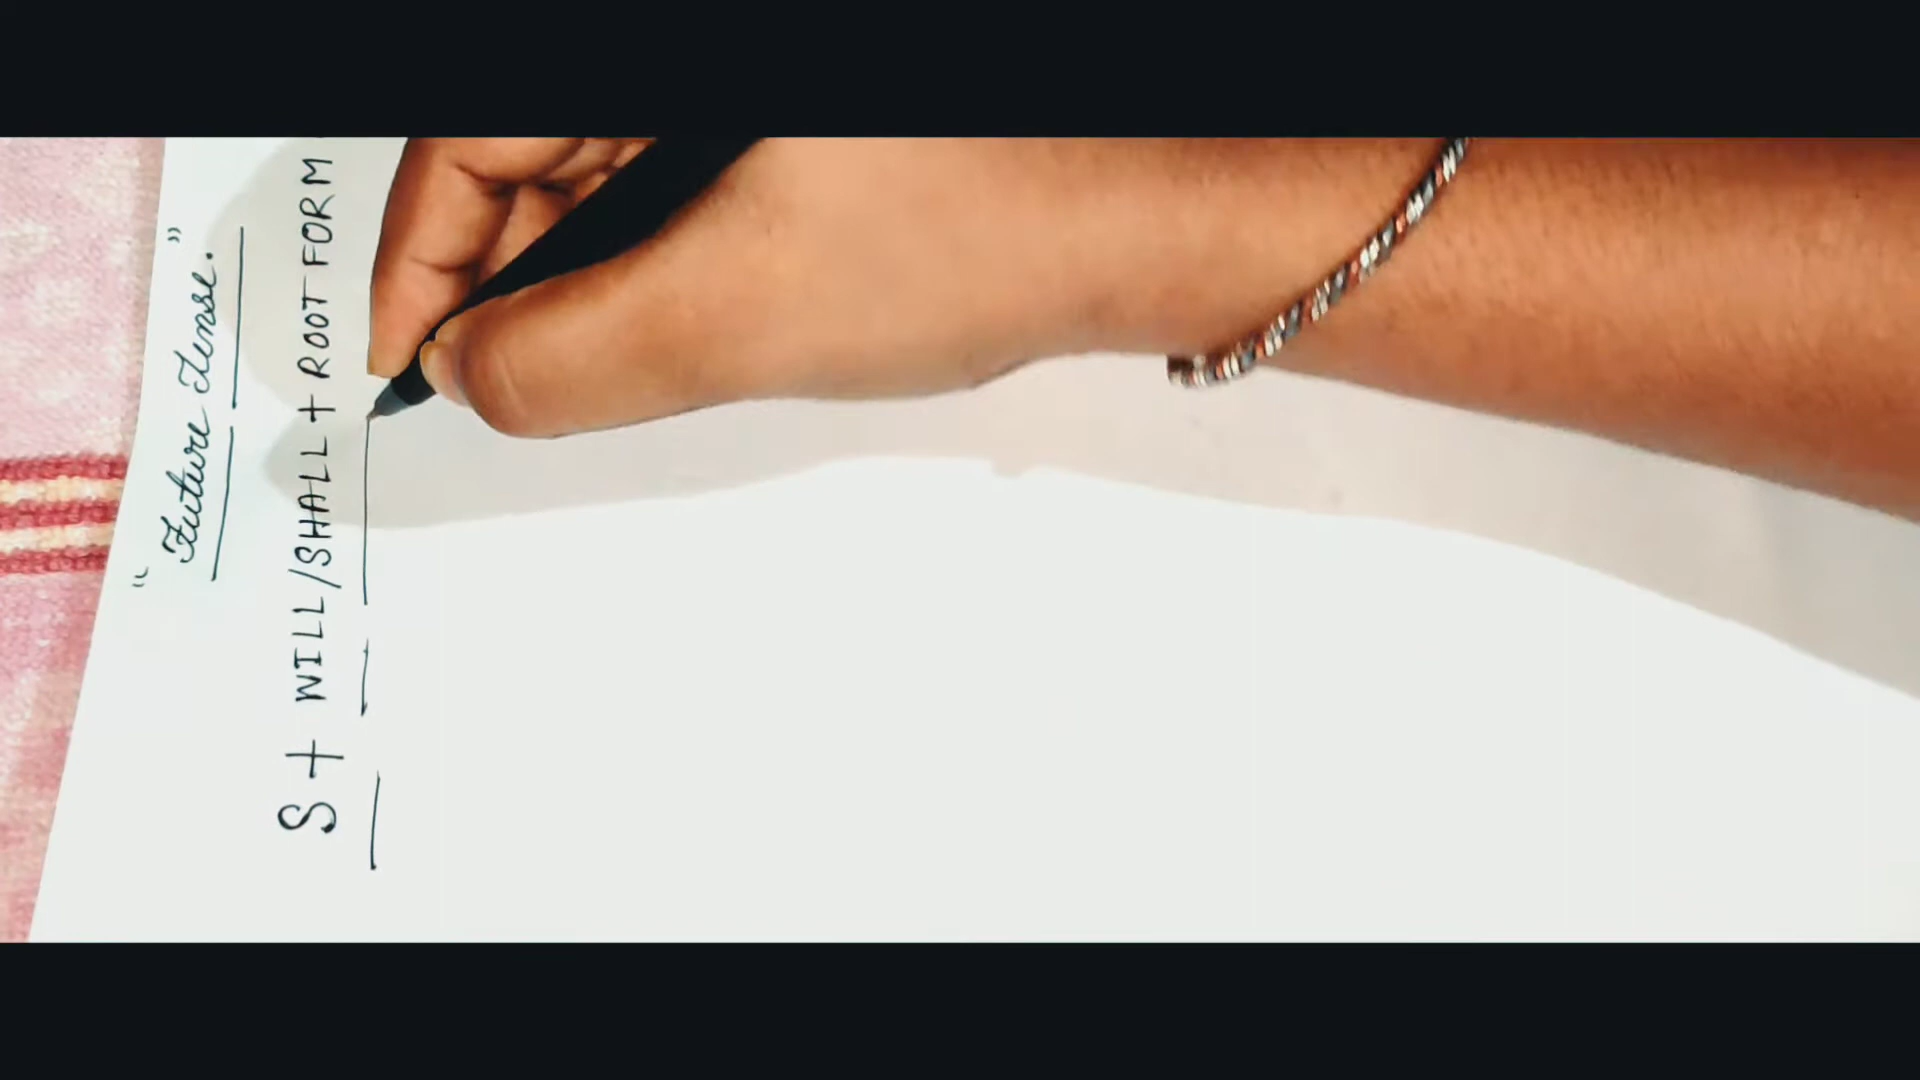 "Future Tense."
S + WILL/SHALL + ROOT FORM